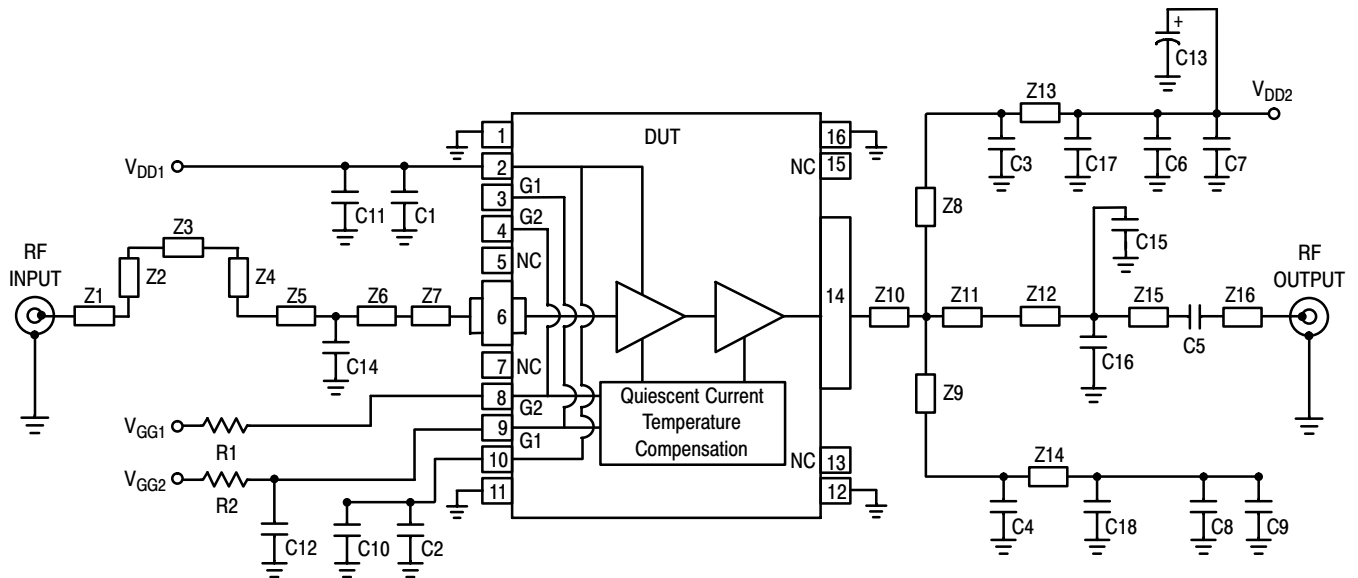 +
C13
VDD2
Z13
C3
C17
C6
C7
DUT
1
16
NC
15
VDD1
2
G1
3
G2
4
5
NC
C11
C1
Z8
RF
INPUT
Z1
Z2
Z3
Z4
Z5
Z6
Z7
C14
6
7
NC
14
Z10
Z11
Z12
C15
C16
Z15
C5
Z16
RF
OUTPUT
Z9
8
G2
9
G1
10
11
Quiescent Current
Temperature
Compensation
NC
13
12
VGG1
R1
VGG2
R2
C12
C10
C2
Z14
C4
C18
C8
C9